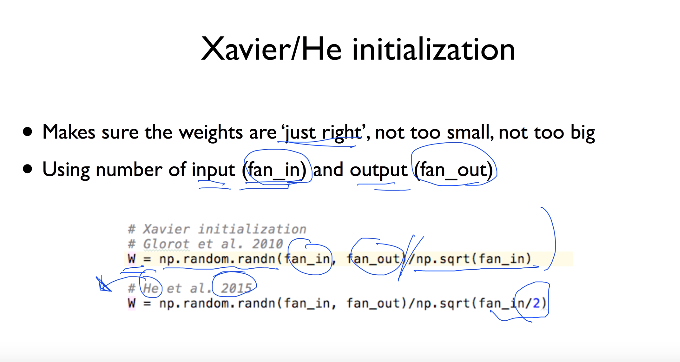 Xavier/He initialization
• Makes sure the weights are ‘just right’, not too small, not too big
• Using number of input (fan_in) and output (fan_out)
# Xavier initialization
# Glorot et al. 2010
W = np.random.randn(fan_in, fan_out)/np.sqrt(fan_in)
# He et al. 2015
W = np.random.randn(fan_in, fan_out)/np.sqrt(fan_in/2)